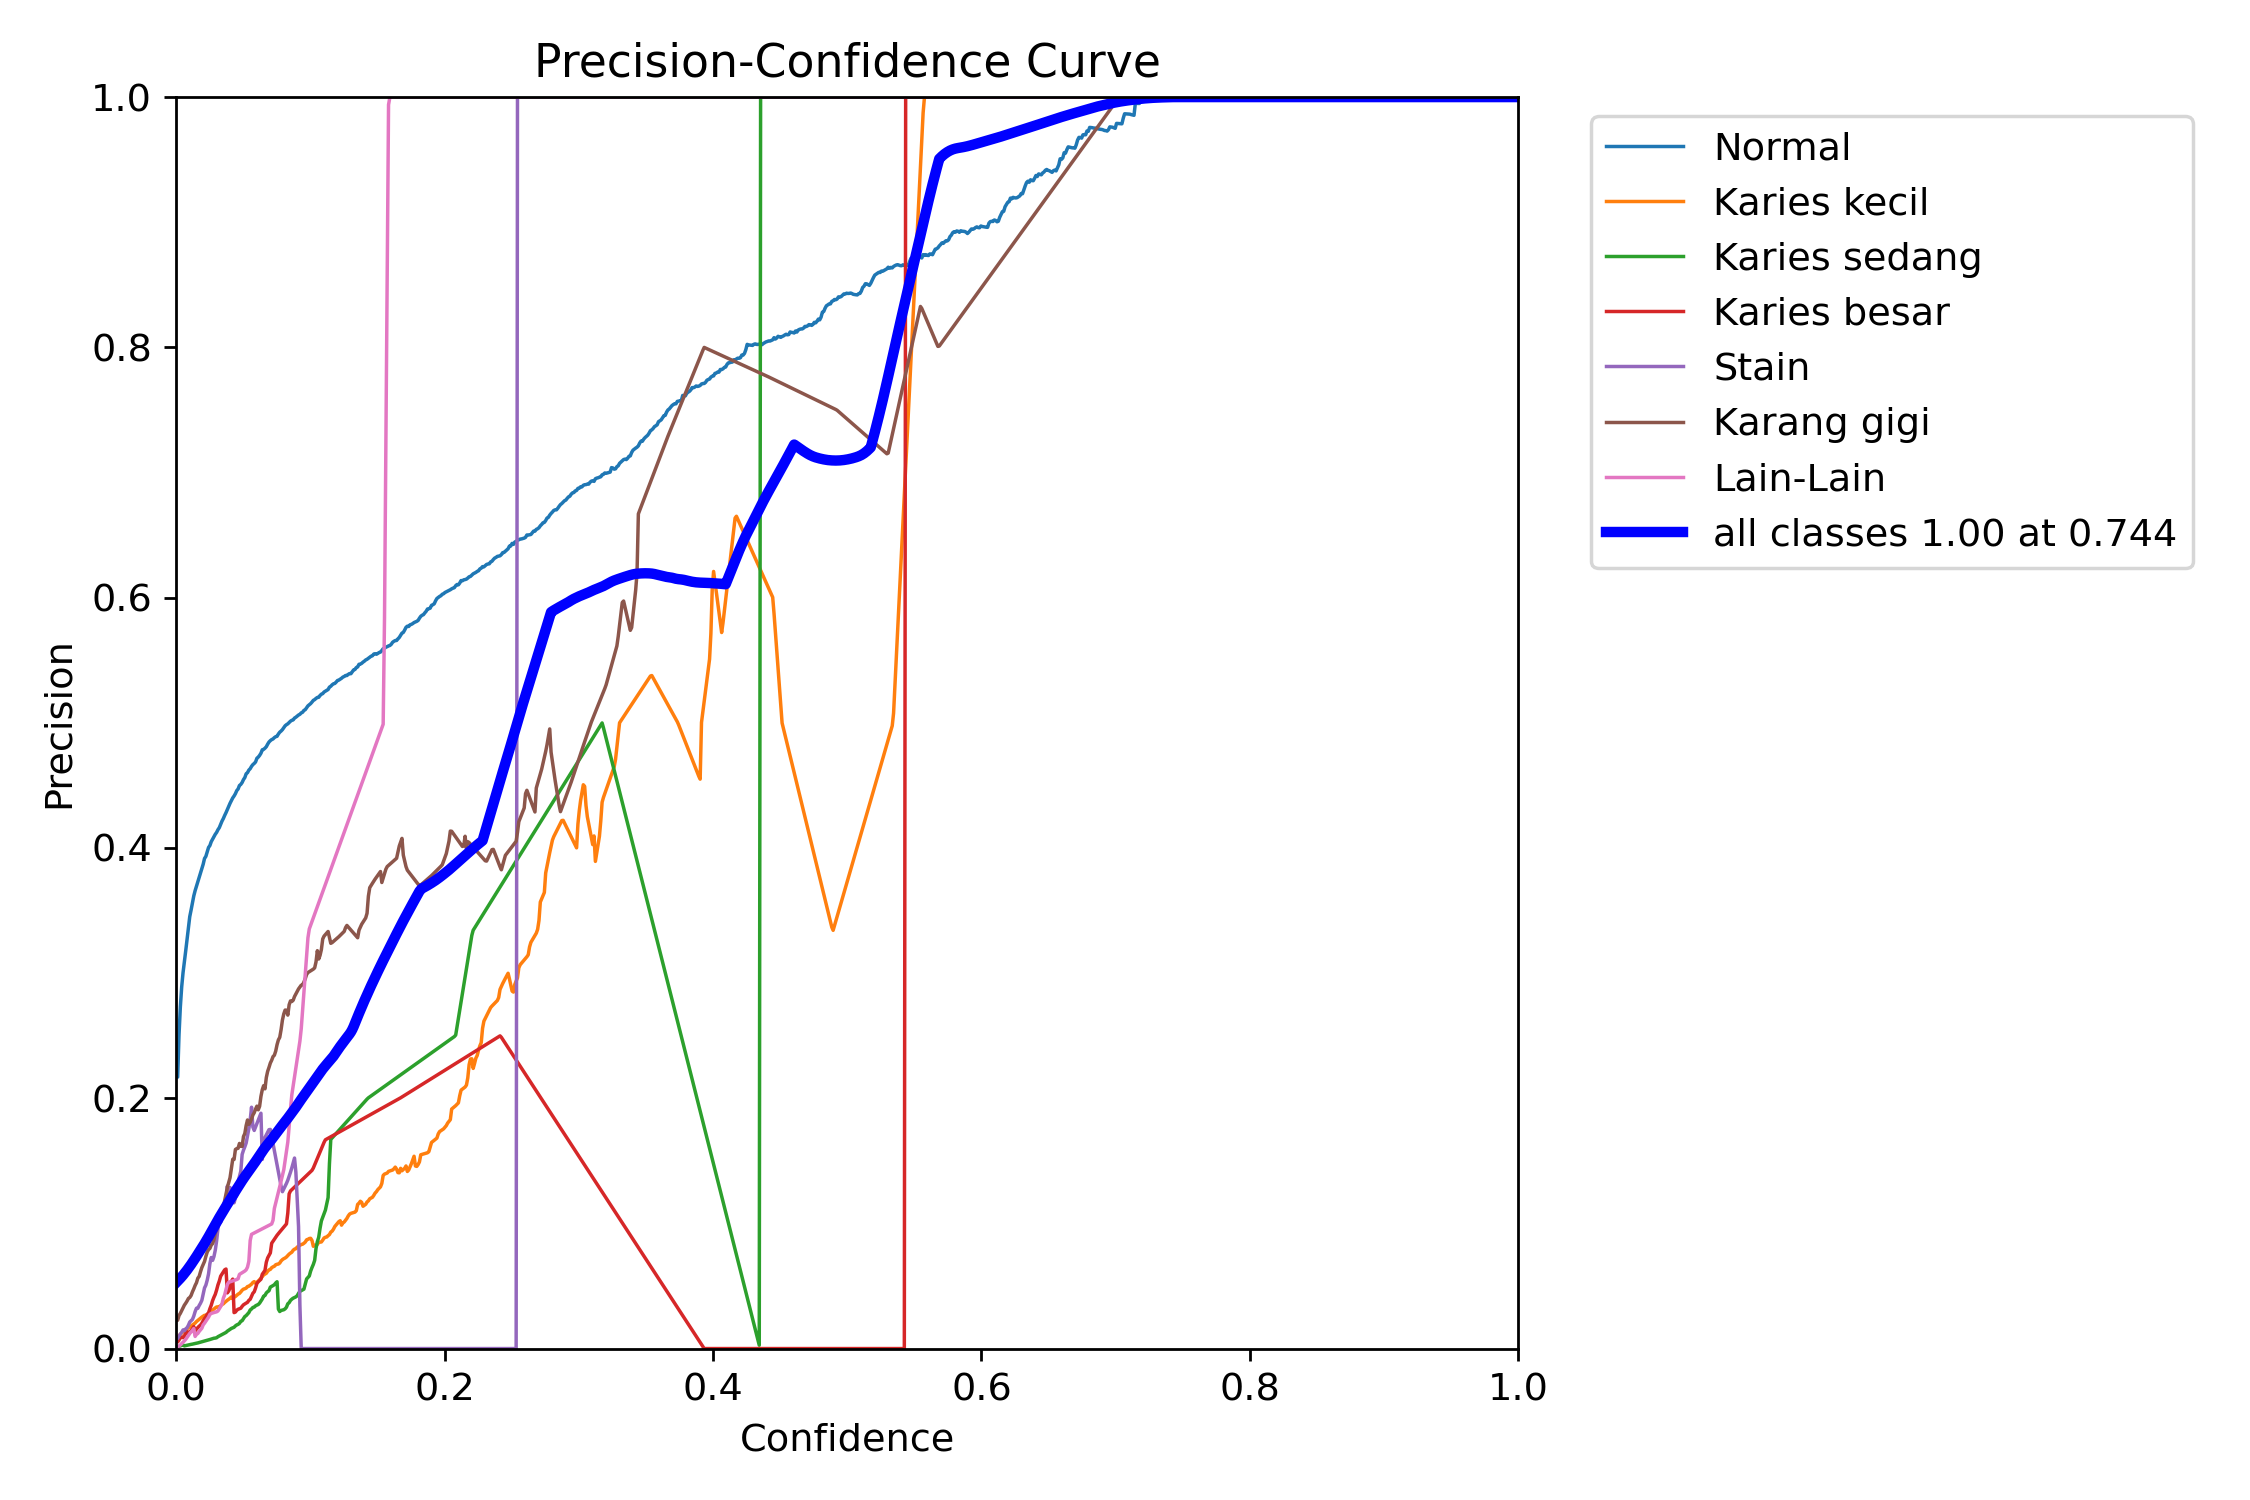 Precision-Confidence Curve
1.0
0.8
0.6
0.4
0.2
0.0
Precision
0.0 0.2 0.4 0.6 0.8 1.0
Confidence
Normal
Karies kecil
Karies sedang
Karies besar
Stain
Karang gigi
Lain-Lain
all classes 1.00 at 0.744